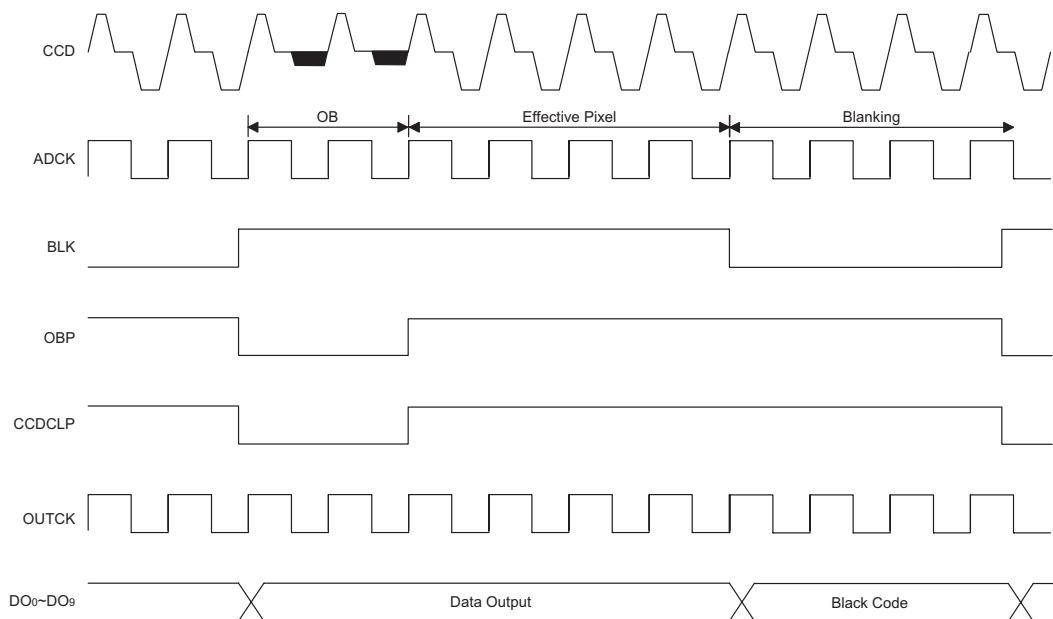 CCD
OB
Effective Pixel
Blanking
ADCK
BLK
OBP
CCDCLP
OUTCK
DO0~DO9
Data Output
Black Code